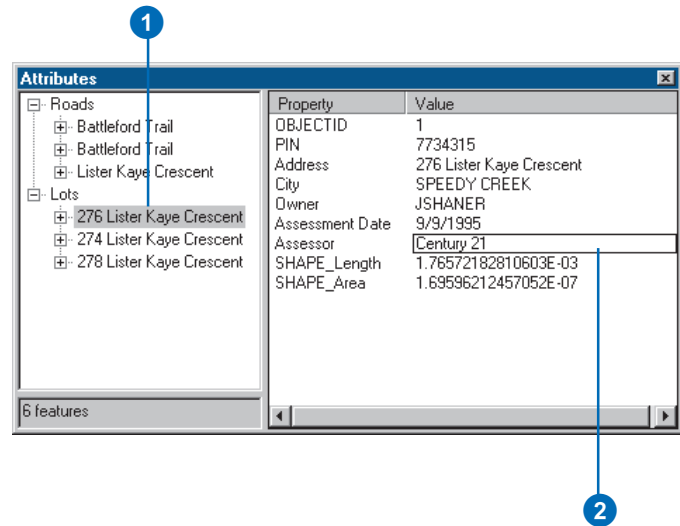 1
Attributes
Roads
Battleford Trail
Battleford Trail
Lister Kaye Crescent
Lots
276 Lister Kaye Crescent
274 Lister Kaye Crescent
278 Lister Kaye Crescent
6 features
Property Value
OBJECTID 1
PIN 7734315
Address 276 Lister Kaye Crescent
City SPEEDY CREEK
Owner JSHANER
Assessment Date 9/9/1995
Assessor Century 21
SHAPE_Length 1.76572182810603E-03
SHAPE_Area 1.69596212457052E-07
2